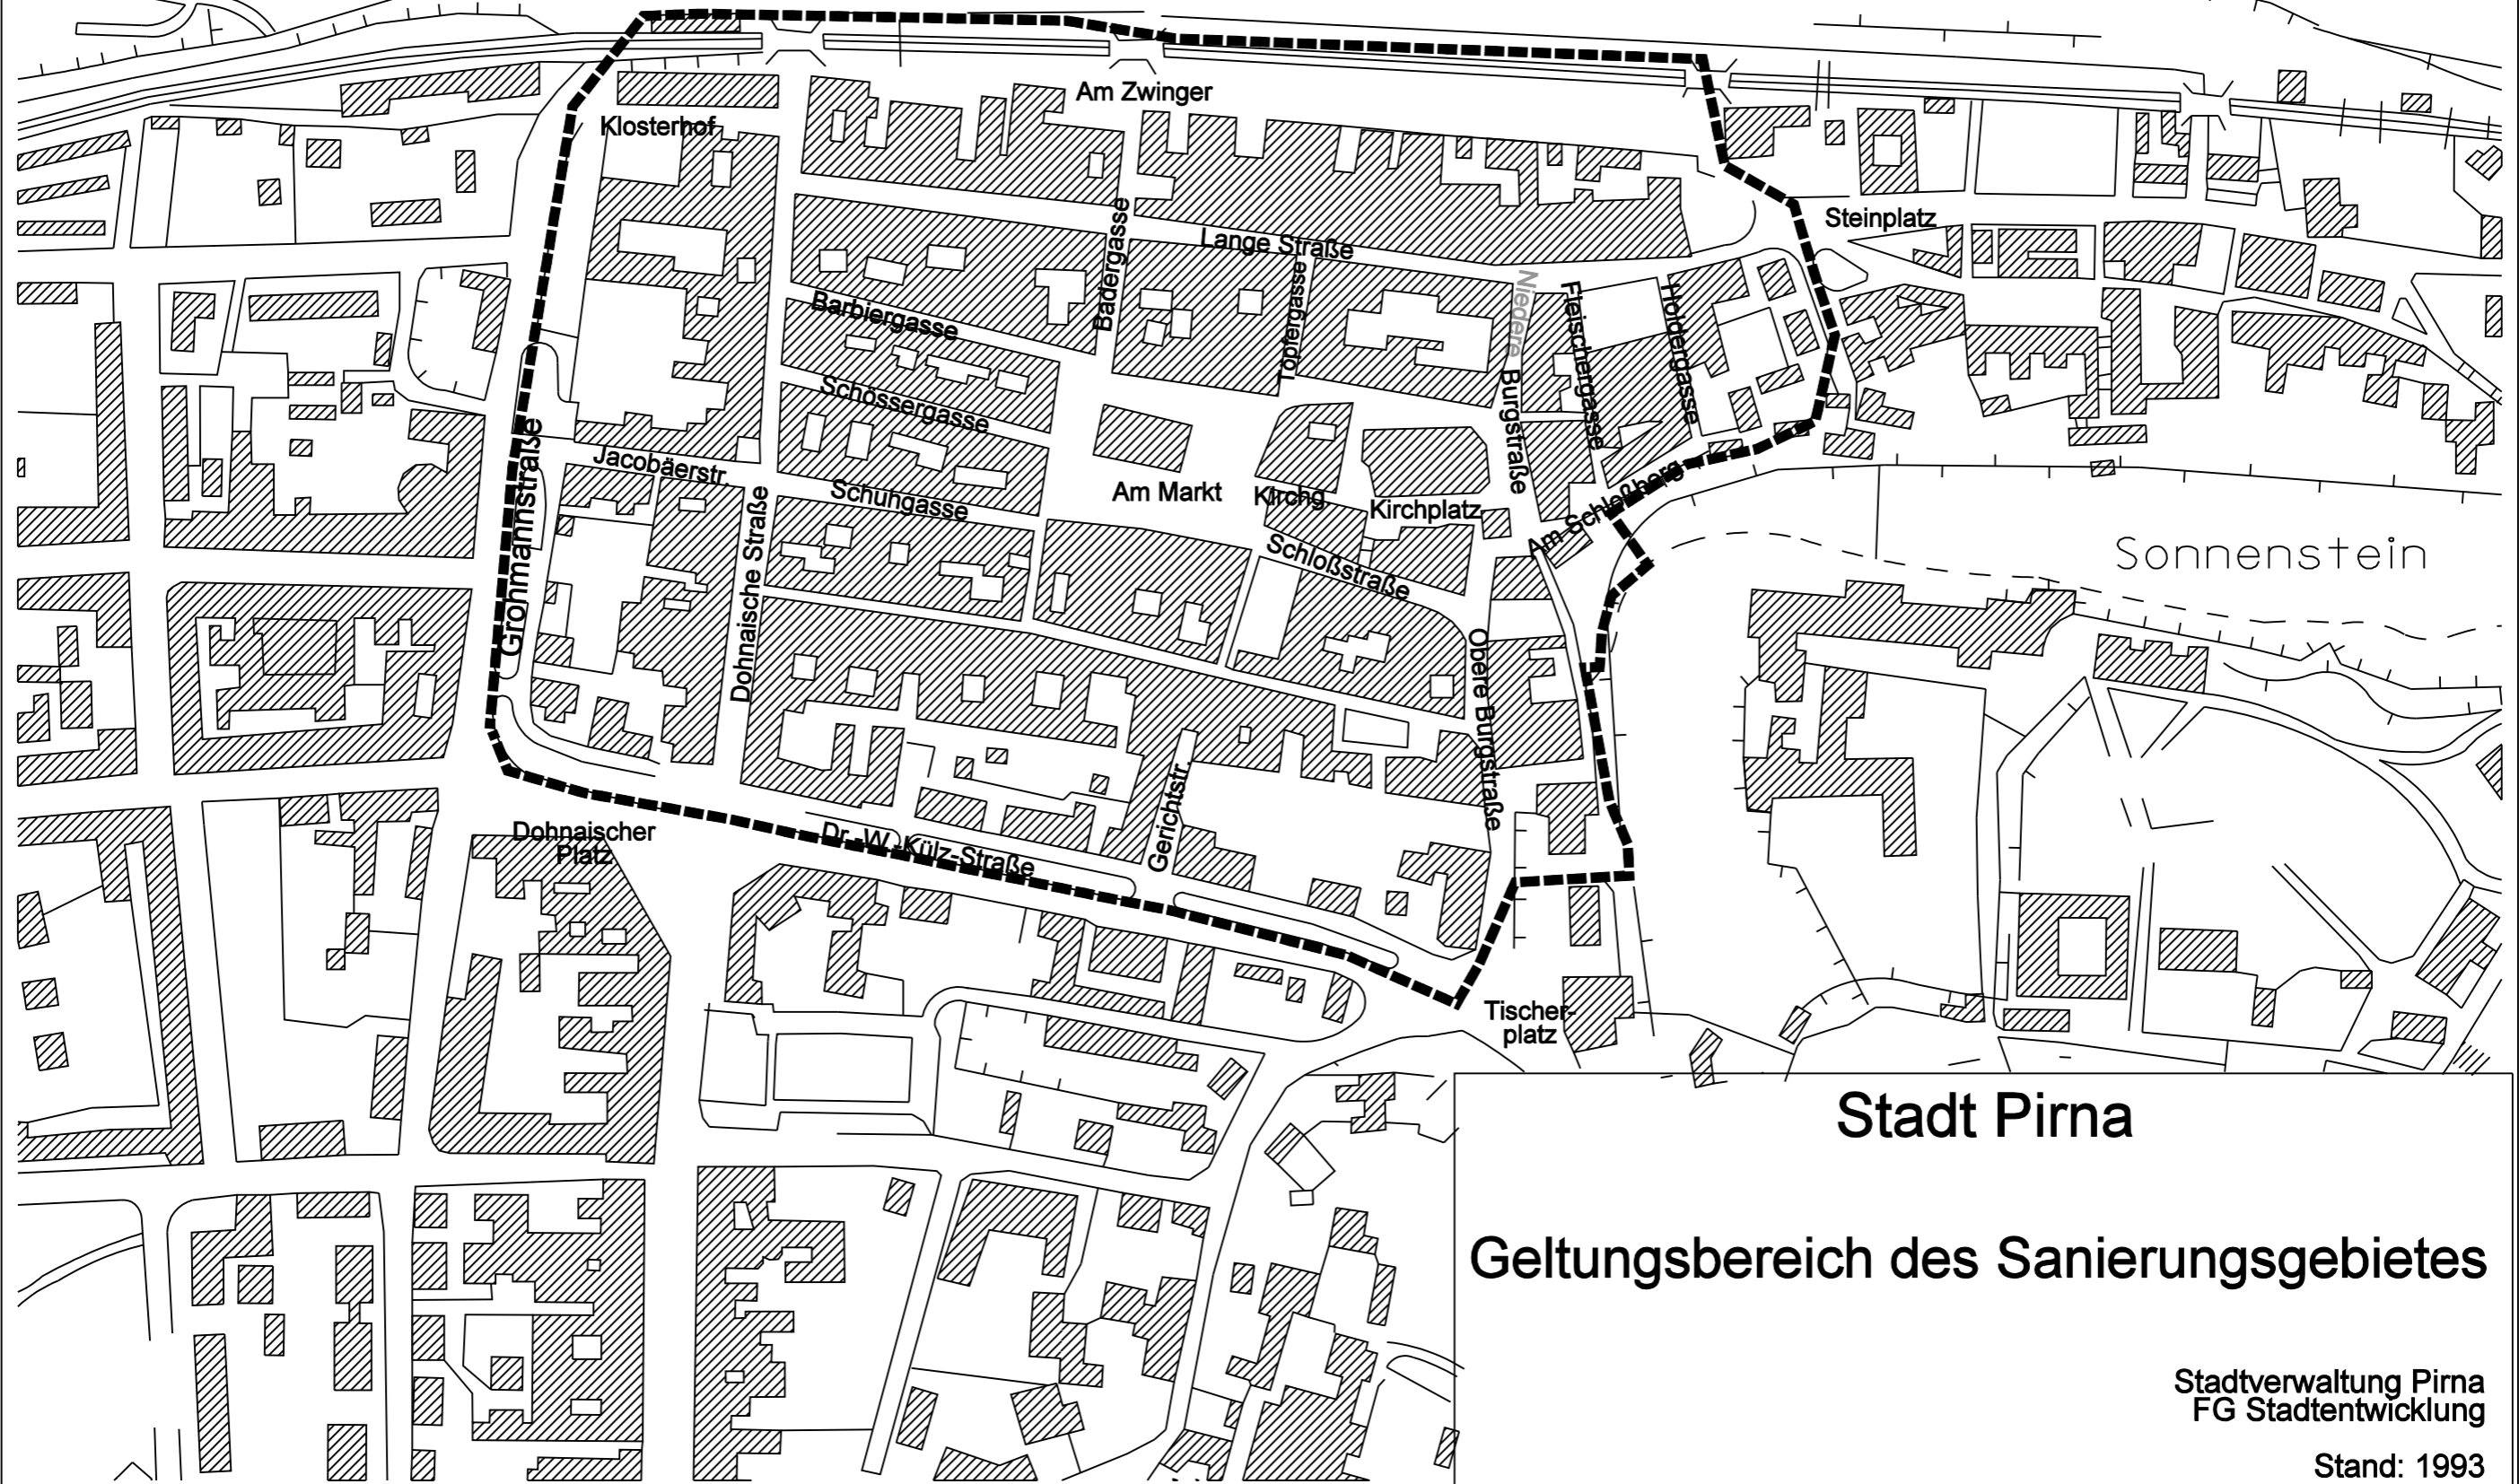 Am Zwinger
Klosterhof
Steinplatz
Lange Straße
Badergasse
Töpfergasse
Niedere Burgstraße
Fleischergasse
Holdergasse
Barbiergasse
Schössergasse
Jacobäerstr.
Schuhgasse
Am Markt
Kirchg
Kirchplatz
Am Schloßberg
Schloßstraße
Grohmannstraße
Dohnaische Straße
Obere Burgstraße
Sonnenstein
Gerichtstr.
Dohnaischer
Platz
Dr.-W.-Külz-Straße
Tischer-
platz
Stadt Pirna
Geltungsbereich des Sanierungsgebietes
Stadtverwaltung Pirna
FG Stadtentwicklung
Stand: 1993